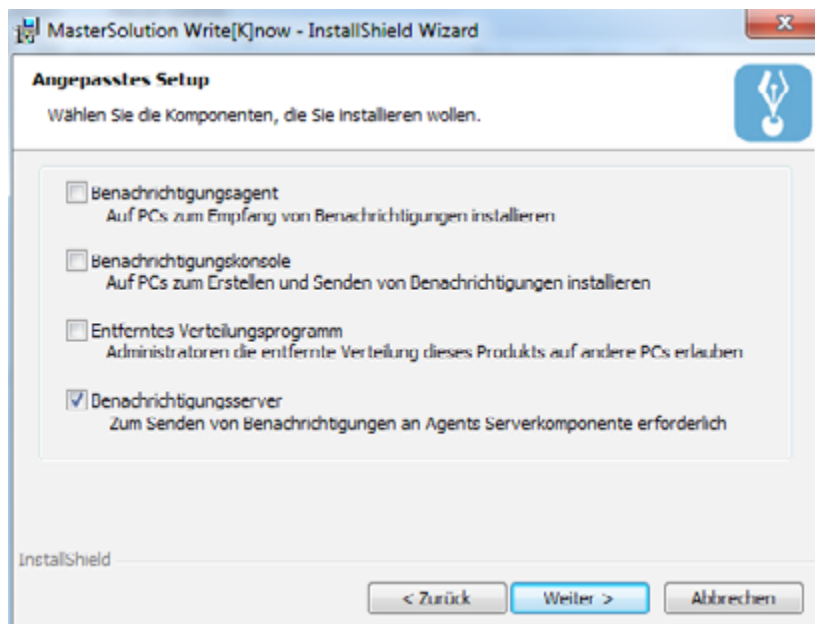 MasterSolution Write[K]now - InstallShield Wizard
Angepasstes Setup
Wählen Sie die Komponenten, die Sie installieren wollen.
Benachrichtigungsagent
Auf PCs zum Empfang von Benachrichtigungen installieren
Benachrichtigungskonsole
Auf PCs zum Erstellen und Senden von Benachrichtigungen installieren
Entferntes Verteilungsprogramm
Administratoren die entfernte Verteilung dieses Produkts auf andere PCs erlauben
Benachrichtigungsserver
Zum Senden von Benachrichtigungen an Agents Serverkomponente erforderlich
InstallShield
< Zurück
Weiter >
Abbrechen